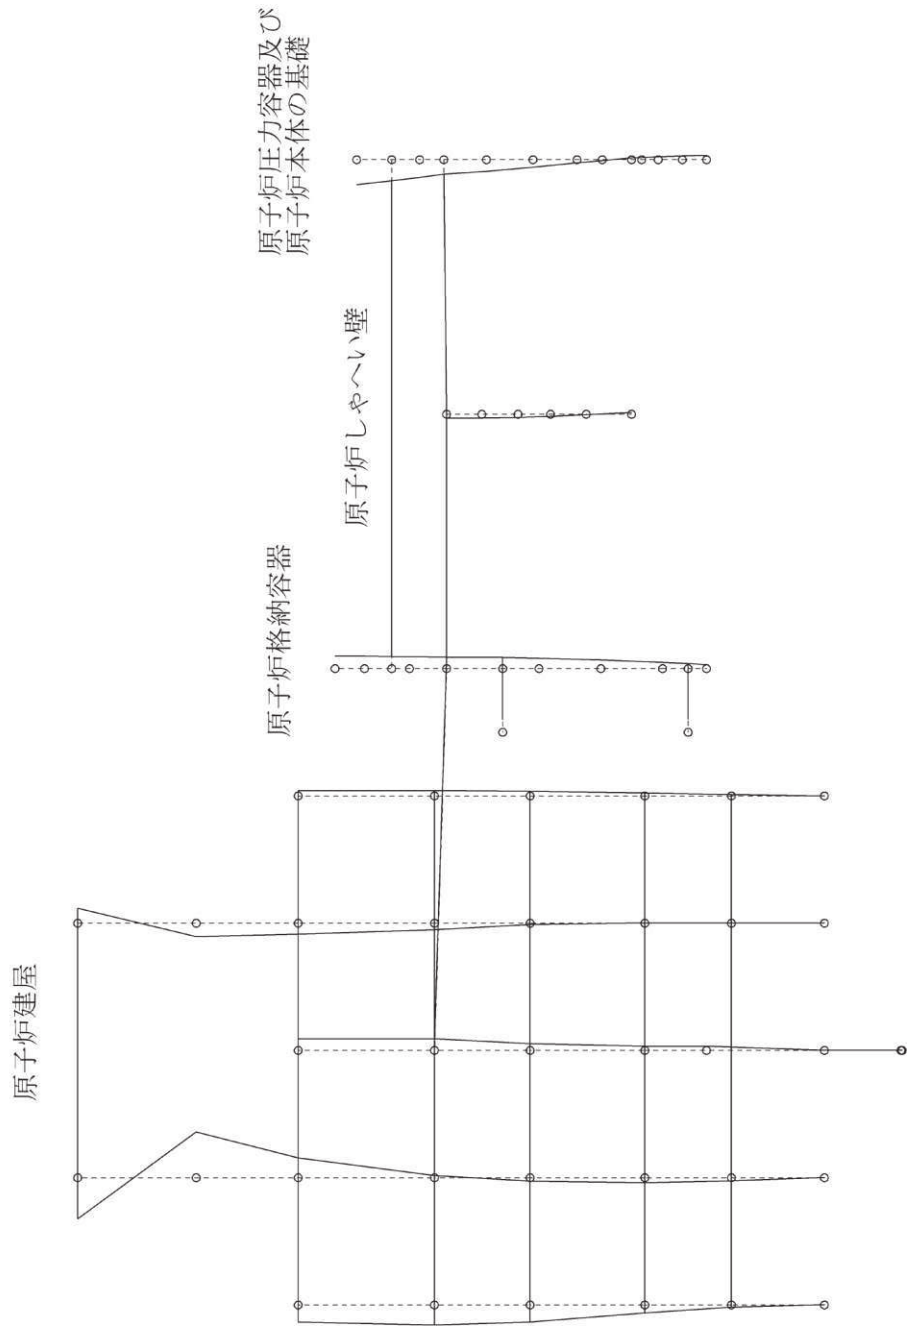 原子炉建屋
原子炉格納容器
原子炉しゃへい壁
原子炉圧力容器及び
原子炉本体の基礎